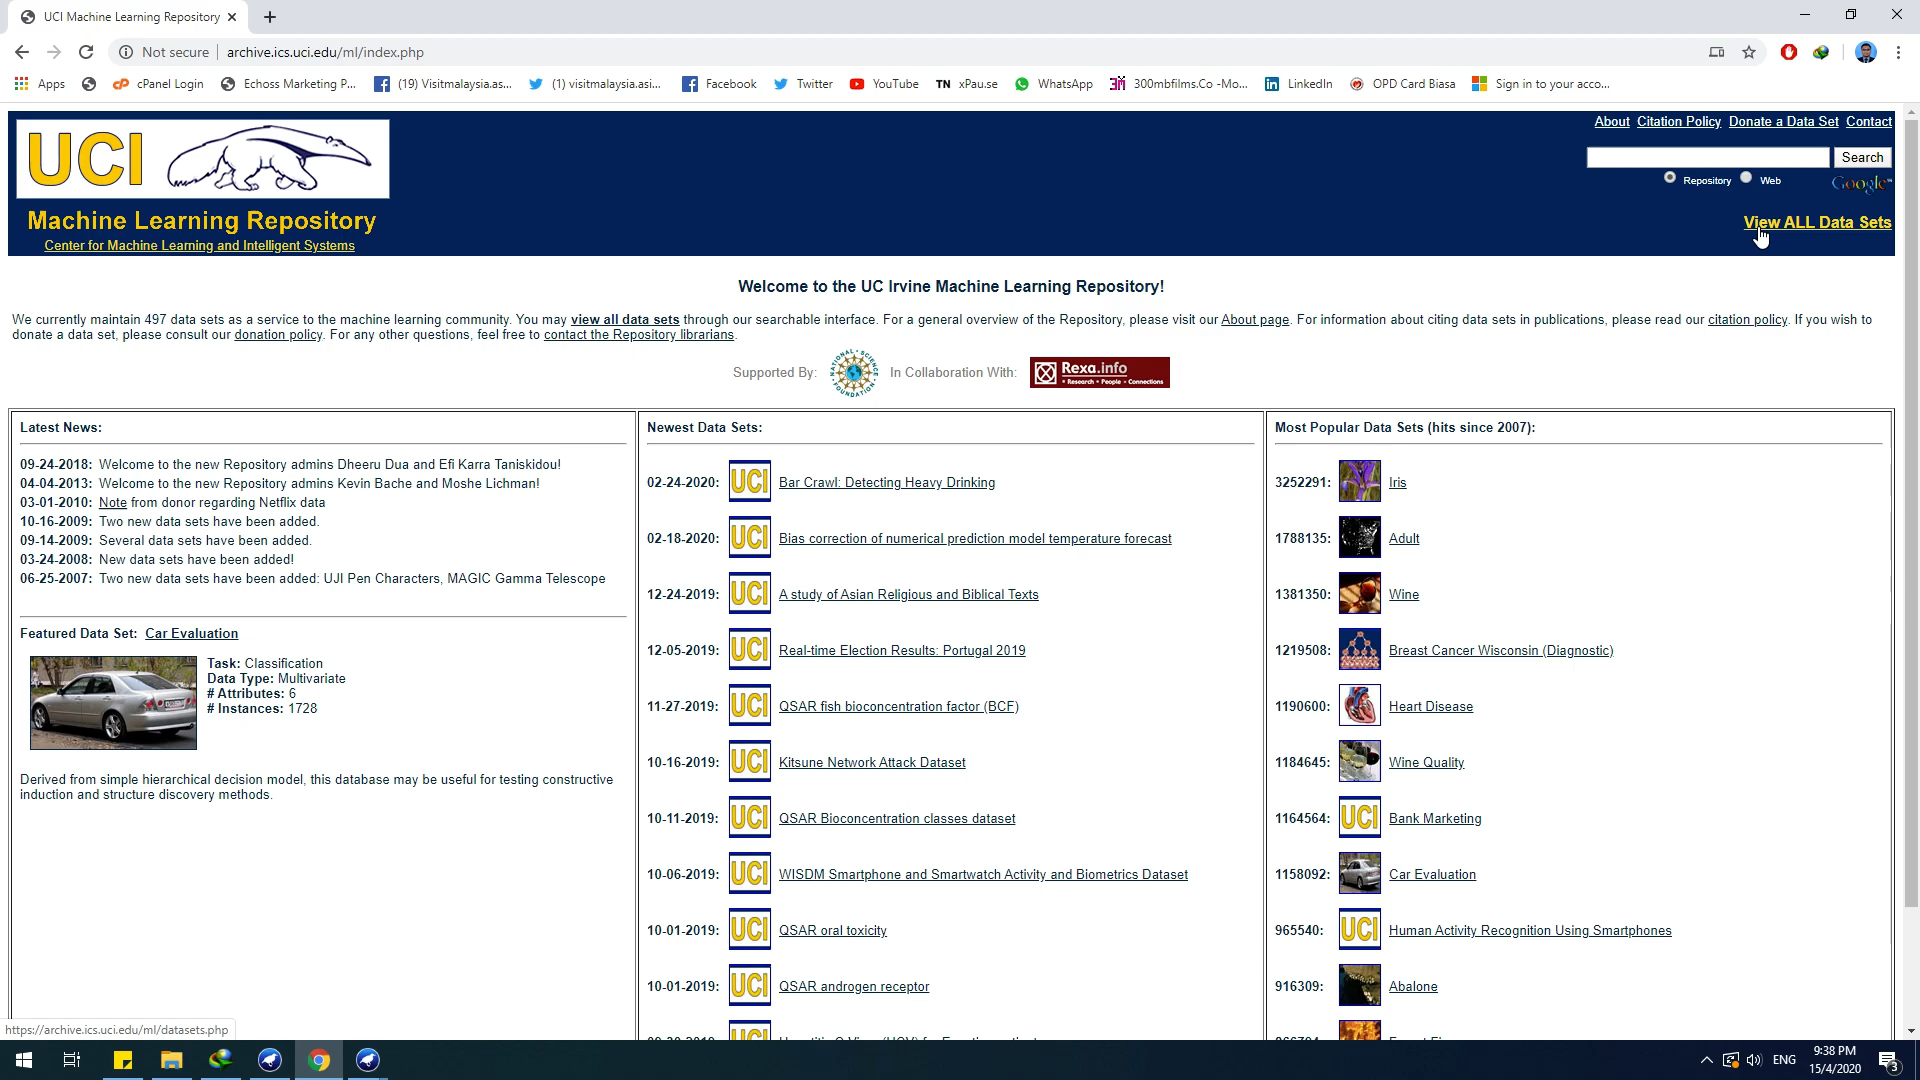 UCI Machine Learning Repository
Not secure
archive.ics.uci.edu/ml/index.php
Apps
cPanel Login
Echoss Marketing P...
(19) Visitmalaysia.as...
(1) visitmalaysia.asi...
Facebook
Twitter
YouTube
TN xPau.se
WhatsApp
300mbfilms.Co -Mo...
LinkedIn
OPD Card Biasa
Sign in to your acco...
About Citation Policy Donate a Data Set Contact
Search
Repository Web Google™
UCI
Machine Learning Repository
Center for Machine Learning and Intelligent Systems
View ALL Data Sets
Welcome to the UC Irvine Machine Learning Repository!
We currently maintain 497 data sets as a service to the machine learning community. You may view all data sets through our searchable interface. For a general overview of the Repository, please visit our About page. For information about citing data sets in publications, please read our citation policy. If you wish to
donate a data set, please consult our donation policy. For any other questions, feel free to contact the Repository librarians.
Supported By:
NATIONAL SCIENCE FOUNDATION
In Collaboration With:
Rexa.info
Research • People • Connections
Latest News:
09-24-2018: Welcome to the new Repository admins Dheeru Dua and Efi Karra Taniskidou!
04-04-2013: Welcome to the new Repository admins Kevin Bache and Moshe Lichman!
03-01-2010: Note from donor regarding Netflix data
10-16-2009: Two new data sets have been added.
09-14-2009: Several data sets have been added.
03-24-2008: New data sets have been added!
06-25-2007: Two new data sets have been added: UJI Pen Characters, MAGIC Gamma Telescope
Featured Data Set: Car Evaluation
Task: Classification
Data Type: Multivariate
# Attributes: 6
# Instances: 1728
Derived from simple hierarchical decision model, this database may be useful for testing constructive
induction and structure discovery methods.
Newest Data Sets:
02-24-2020: UCI Bar Crawl: Detecting Heavy Drinking
02-18-2020: UCI Bias correction of numerical prediction model temperature forecast
12-24-2019: UCI A study of Asian Religious and Biblical Texts
12-05-2019: UCI Real-time Election Results: Portugal 2019
11-27-2019: UCI QSAR fish bioconcentration factor (BCF)
10-16-2019: UCI Kitsune Network Attack Dataset
10-11-2019: UCI QSAR Bioconcentration classes dataset
10-06-2019: UCI WISDM Smartphone and Smartwatch Activity and Biometrics Dataset
10-01-2019: UCI QSAR oral toxicity
10-01-2019: UCI QSAR androgen receptor
Most Popular Data Sets (hits since 2007):
3252291: Iris
1788135: Adult
1381350: Wine
1219508: Breast Cancer Wisconsin (Diagnostic)
1190600: Heart Disease
1184645: Wine Quality
1164564: UCI Bank Marketing
1158092: Car Evaluation
965540: UCI Human Activity Recognition Using Smartphones
916309: Abalone
https://archive.ics.uci.edu/ml/datasets.php
ENG
9:38 PM
15/4/2020
3